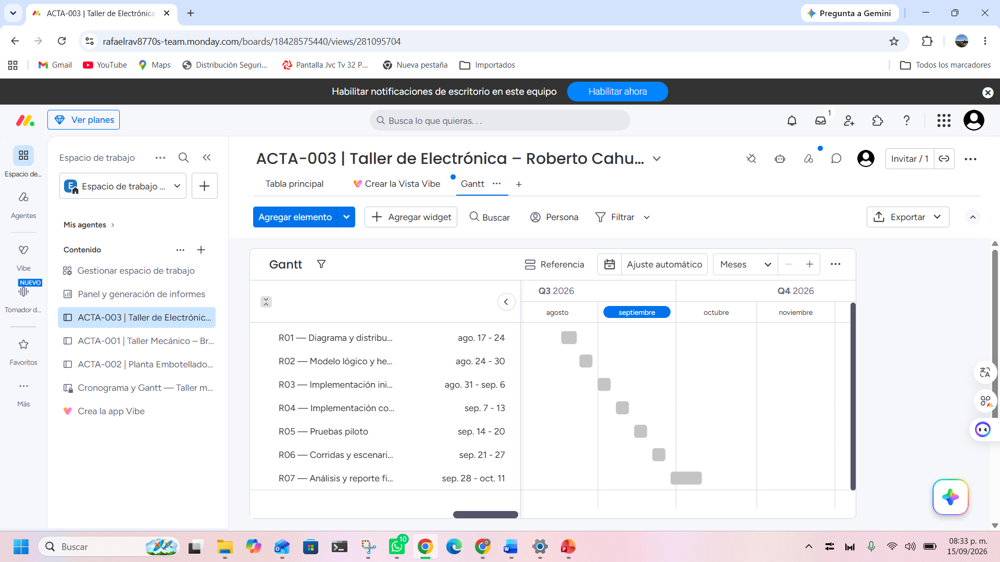 ACTA-003 | Taller de Electrónica
Pregunta a Gemini
rafaelrav8770s-team.monday.com/boards/18428575440/views/281095704
Gmail
YouTube
Maps
Distribución Seguri...
Pantalla Jvc Tv 32 P...
Nueva pestaña
Importados
Todos los marcadores
Habilitar notificaciones de escritorio en este equipo
Habilitar ahora
Ver planes
Busca lo que quieras. . .
1
Espacio de...
Agentes
Vibe
NUEVO
Tomador d...
Favoritos
Más
Espacio de trabajo
E
Espacio de trabajo ...
Mis agentes
Contenido
Gestionar espacio de trabajo
Panel y generación de informes
ACTA-003 | Taller de Electrónic...
ACTA-001 | Taller Mecánico – Br...
ACTA-002 | Planta Embotellado...
Cronograma y Gantt — Taller m...
Crea la app Vibe
ACTA-003 | Taller de Electrónica – Roberto Cahu...
Invitar / 1
Tabla principal
Crear la Vista Vibe
Gantt
Agregar elemento
Agregar widget
Buscar
Persona
Filtrar
Exportar
Gantt
Referencia
Ajuste automático
Meses
Q3 2026
Q4 2026
agosto
septiembre
octubre
noviembre
R01 — Diagrama y distribu...
ago. 17 - 24
R02 — Modelo lógico y he...
ago. 24 - 30
R03 — Implementación ini...
ago. 31 - sep. 6
R04 — Implementación co...
sep. 7 - 13
R05 — Pruebas piloto
sep. 14 - 20
R06 — Corridas y escenari...
sep. 21 - 27
R07 — Análisis y reporte fi...
sep. 28 - oct. 11
Buscar
10
08:33 p. m.
15/09/2026